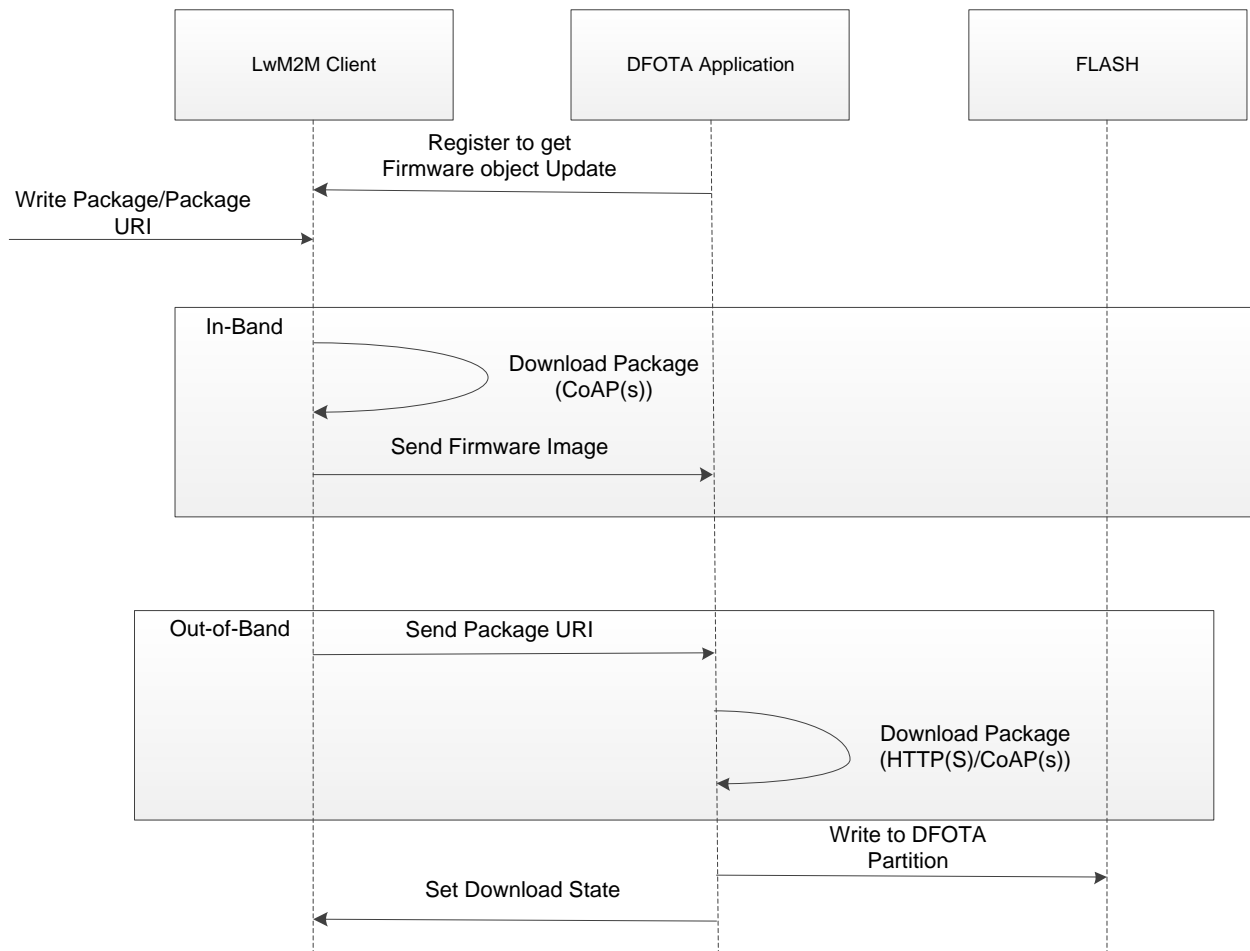 LwM2M Client
DFOTA Application
FLASH
Register to get
Firmware object Update
Write Package/Package
URI
In-Band
Download Package
(CoAP(s))
Send Firmware Image
Out-of-Band
Send Package URI
Download Package
(HTTP(S)/CoAP(s))
Write to DFOTA
Partition
Set Download State